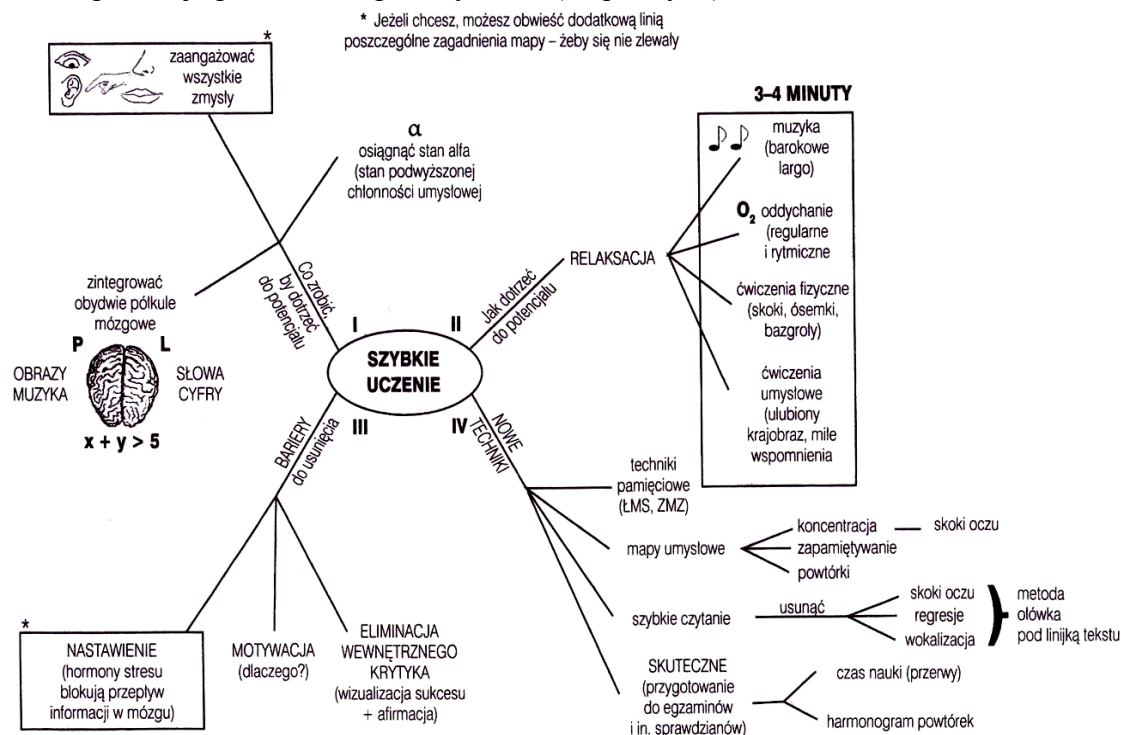 * Jeżeli chcesz, możesz obwieść dodatkową linią
poszczególne zagadnienia mapy – żeby się nie zlewały
*
zaangażować
wszystkie
zmysły
α
osiągnąć stan alfa
(stan podwyższonej
chłonności umysłowej
zintegrować
obydwie półkule
mózgowe
P L
OBRAZY
MUZYKA
SŁOWA
CYFRY
x + y > 5
Co zrobić,
by dotrzeć
do potencjału
I
II
SZYBKIE
UCZENIE
III
IV
Jak dotrzeć
do potencjału
RELAKSACJA
3–4 MINUTY
muzyka
(barokowe
largo)
O₂ oddychanie
(regularne
i rytmiczne
ćwiczenia fizyczne
(skoki, ósemki,
bazgroły)
ćwiczenia
umysłowe
(ulubiony
krajobraz, miłe
wspomnienia
BARIERY
do usunięcia
*
NASTAWIENIE
(hormony stresu
blokują przepływ
informacji w mózgu)
MOTYWACJA
(dlaczego?)
ELIMINACJA
WEWNĘTRZNEGO
KRYTYKA
(wizualizacja sukcesu
+ afirmacja)
NOWE
TECHNIKI
techniki
pamięciowe
(ŁMS, ZMZ)
mapy umysłowe
koncentracja
skoki oczu
zapamiętywanie
powtórki
szybkie czytanie
usunąć
skoki oczu
regresje
wokalizacja
metoda
ołówka
pod linijką tekstu
SKUTECZNE
(przygotowanie
do egzaminów
i in. sprawdzianów)
czas nauki (przerwy)
harmonogram powtórek